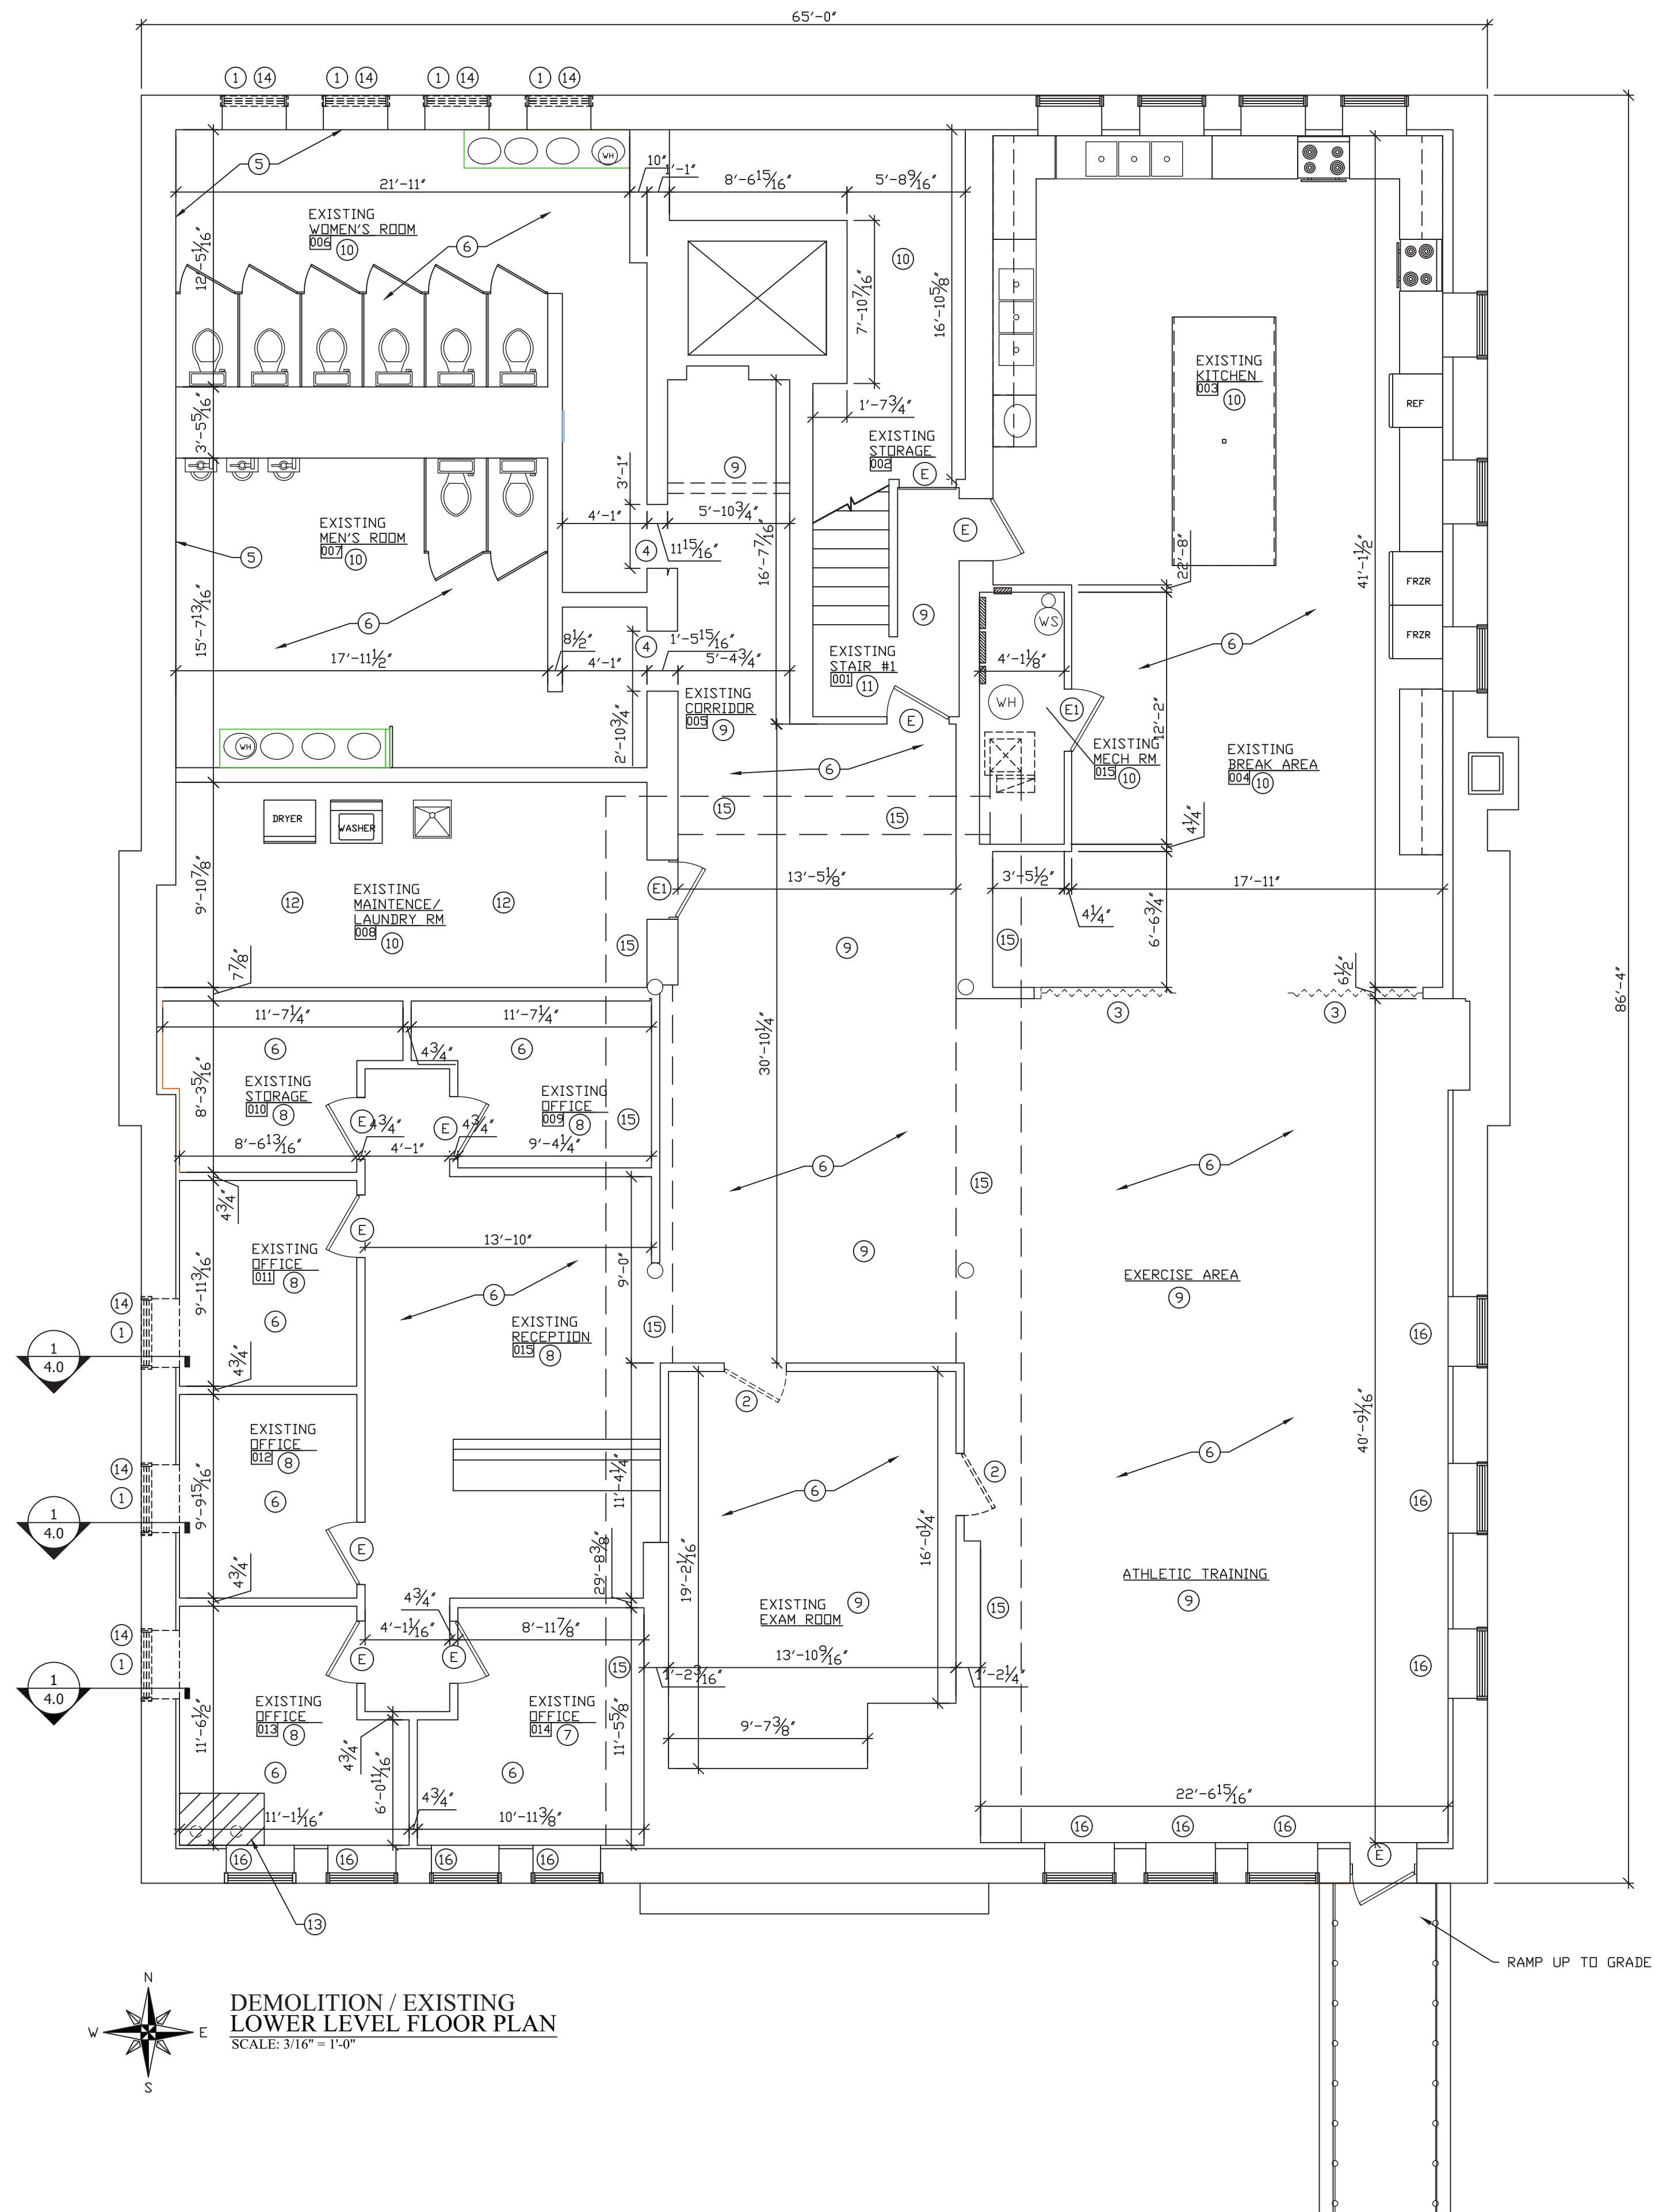 65'-0"
1 14 1 14 1 14 1 14
5
21'-11"
10"
1'-1"
8'-6 15/16"
5'-8 9/16"
EXISTING
WOMEN'S ROOM
006 10
6
12'-5 1/16"
WH
10
7'-10 7/16"
16'-10 5/8"
EXISTING
KITCHEN
003 10
REF
1'-7 3/4"
EXISTING
STORAGE
002
E
3'-5 5/16"
9
3'-1"
4'-1"
5'-10 3/4"
11 15/16"
4
16'-7 7/16"
E
EXISTING
MEN'S ROOM
007 10
5
22'-8"
41'-1 1/2"
FRZR
FRZR
15'-7 13/16"
6
17'-11 1/2"
8 1/2"
4'-1"
4
1'-5 15/16"
5'-4 3/4"
9
WS
4'-1 1/8"
6
EXISTING
STAIR #1
001 11
EXISTING
CORRIDOR
005 9
E
WH
E1
12'-2"
2'-10 3/4"
WH
6
EXISTING
MECH RM
015 10
EXISTING
BREAK AREA
004 10
DRYER
WASHER
15
15
4 1/4"
9'-10 7/8"
12
EXISTING
MAINTENCE/
LAUNDRY RM
008 10
12
E1
13'-5 1/8"
3'-5 1/2"
17'-11"
4 1/4"
6'-6 3/4"
15
9
15
7 7/8"
6 1/2"
3
3
86'-4"
11'-7 1/4"
11'-7 1/4"
4 3/4"
6
6
30'-10 1/4"
8'-3 5/16"
EXISTING
STORAGE
010 8
EXISTING
OFFICE
009 8
15
E 4 3/4"
E 4 3/4"
8'-6 13/16"
4'-1"
9'-4 1/4"
6
6
15
4 3/4"
E
13'-10"
9'-0"
9
EXISTING
OFFICE
011 8
9'-11 3/16"
6
6
EXISTING
RECEPTION
015 8
15
EXERCISE AREA
9
14
1
1
4.0
4 3/4"
16
2
EXISTING
OFFICE
012 8
6
9'-9 15/16"
14
1
1
4.0
11'-4 1/4"
2
6
6
40'-9 1/16"
16
E
4 3/4"
29'-8 3/8"
19'-2 1/16"
16'-0 1/4"
ATHLETIC TRAINING
9
4 3/4"
4'-1 1/16"
8'-11 7/8"
EXISTING
EXAM ROOM
9
15
14
1
1
4.0
E
E
15
1'-2 3/16"
13'-10 9/16"
1'-2 1/4"
16
EXISTING
OFFICE
013 8
EXISTING
OFFICE
014 7
11'-6 1/2"
4 3/4"
11'-5 5/8"
9'-7 3/8"
6
6'-0 11/16"
6
4 3/4"
22'-6 15/16"
11'-1 1/16"
10'-11 3/8"
16 16 16
16 16 16 16
E
13
RAMP UP TO GRADE
N
W E
S
DEMOLITION / EXISTING
LOWER LEVEL FLOOR PLAN
SCALE: 3/16" = 1'-0"